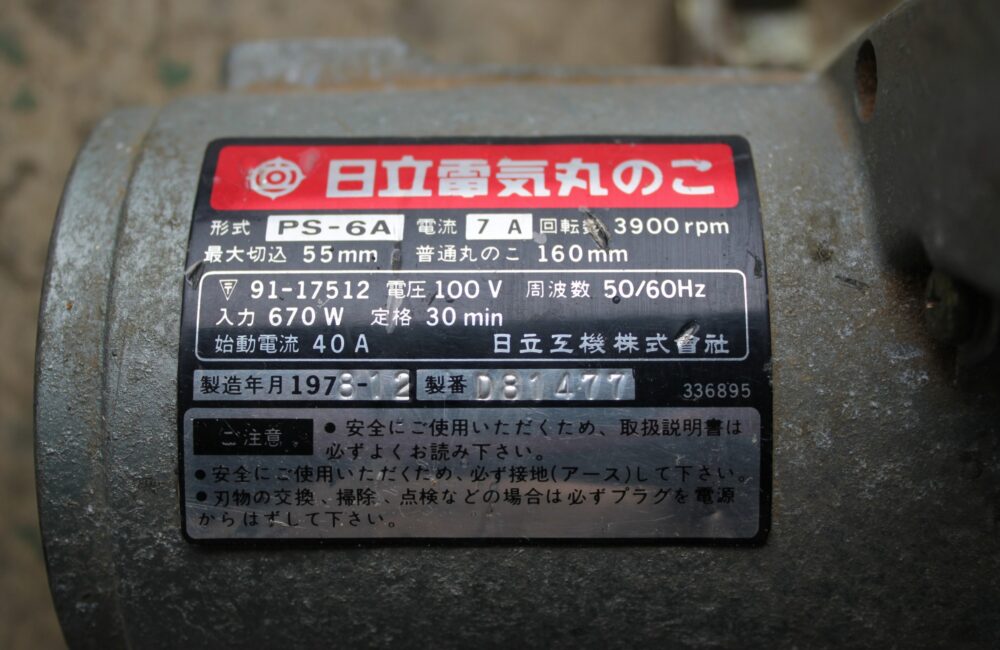 日立電気丸のこ
形式 PS-6A 電流 7 A 回転数 3900 rpm
最大切込 55mm 普通丸のこ 160mm
91-17512 電圧 100 V 周波数 50/60Hz
入力 670 W 定格 30 min
始動電流 40 A 日立工機株式會社
製造年月 1978-12 製番 D81477 336895
ご注意 ●安全にご使用いただくため、取扱説明書は
必ずよくお読み下さい。
●安全にご使用いただくため、必ず接地(アース)して下さい。
●刃物の交換、掃除、点検などの場合は必ずプラグを電源
からはずして下さい。